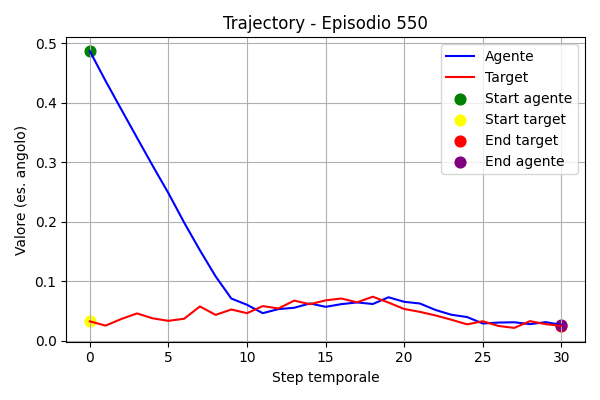 Trajectory - Episodio 550
Valore (es. angolo)
0.5
0.4
0.3
0.2
0.1
0.0
Agente
Target
Start agente
Start target
End target
End agente
0 5 10 15 20 25 30
Step temporale